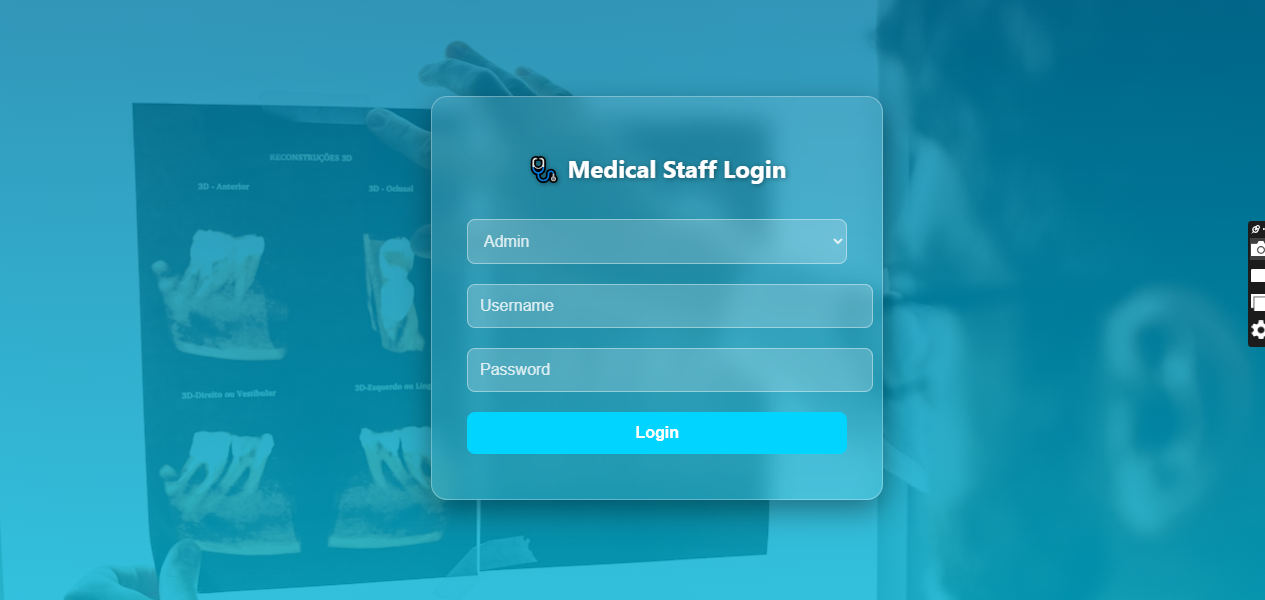 RECONSTRUÇÕES 3D
3D - Anterior
3D - Oclusal
3D-Direito ou Vestibular
3D-Esquerdo ou Ling
Medical Staff Login
Admin
Username
Password
Login